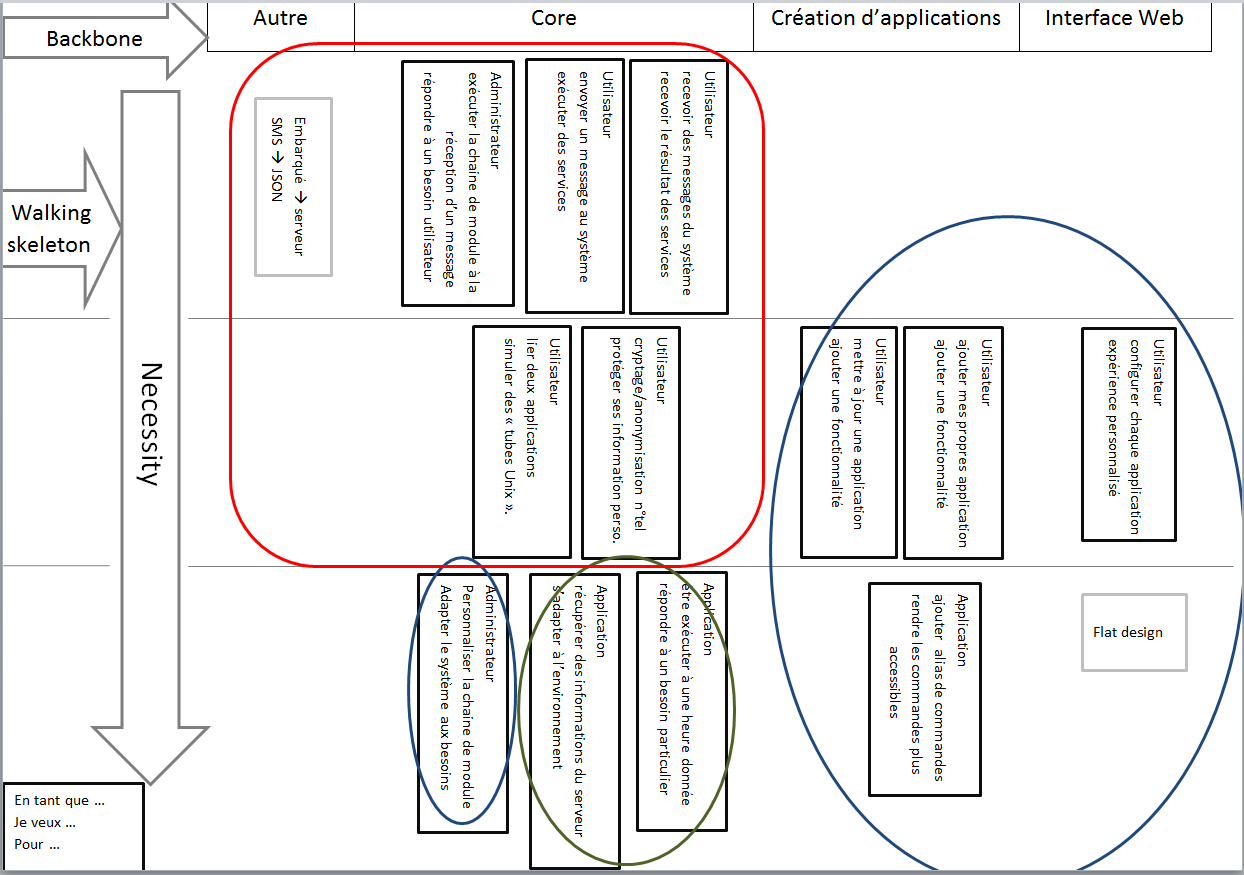 Backbone
Autre
Core
Création d’applications
Interface Web
Walking
skeleton
Necessity
Embarqué → serveur
SMS → JSON
Administrateur
exécuter la chaine de module à la
réception d’un message
répondre à un besoin utilisateur
Utilisateur
envoyer un message au système
exécuter des services
Utilisateur
recevoir des messages du système
recevoir le résultat des services
Utilisateur
lier deux applications
simuler des « tubes Unix ».
Utilisateur
cryptage/anonymisation n°tel
protéger ses information perso.
Utilisateur
mettre à jour une application
ajouter une fonctionnalité
Utilisateur
ajouter mes propres application
ajouter une fonctionnalité
Utilisateur
configurer chaque application
expérience personnalisé
Administrateur
Personnaliser la chaine de module
Adapter le système aux besoins
Application
récupérer des informations du serveur
s’adapter à l’environnement
Application
être exécuter à une heure donnée
répondre à un besoin particulier
Application
ajouter alias de commandes
rendre les commandes plus
accessibles
Flat design
En tant que ...
Je veux ...
Pour ...